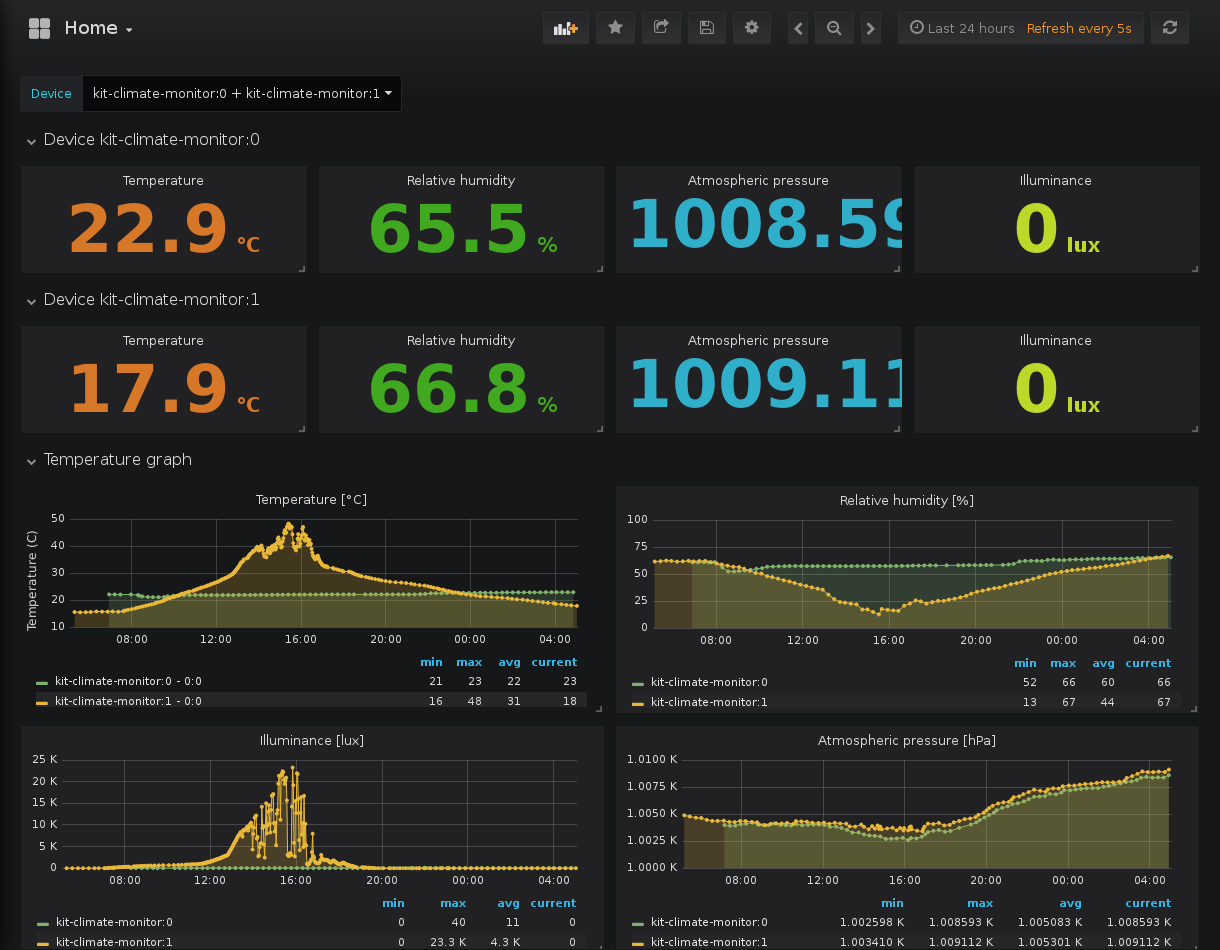 Home
Last 24 hours Refresh every 5s
Device kit-climate-monitor:0 + kit-climate-monitor:1
Device kit-climate-monitor:0
Temperature Relative humidity Atmospheric pressure Illuminance
22.9 °C 65.5 % 1008.59 0 lux
Device kit-climate-monitor:1
Temperature Relative humidity Atmospheric pressure Illuminance
17.9 °C 66.8 % 1009.11 0 lux
Temperature graph
Temperature [°C]
Temperature (C)
50
40
30
20
10
08:00 12:00 16:00 20:00 00:00 04:00
min max avg current
kit-climate-monitor:0 - 0:0 21 23 22 23
kit-climate-monitor:1 - 0:0 16 48 31 18
Relative humidity [%]
100
75
50
25
0
08:00 12:00 16:00 20:00 00:00 04:00
min max avg current
kit-climate-monitor:0 52 66 60 66
kit-climate-monitor:1 13 67 44 67
Illuminance [lux]
25 K
20 K
15 K
10 K
5 K
0
08:00 12:00 16:00 20:00 00:00 04:00
min max avg current
kit-climate-monitor:0 0 40 11 0
kit-climate-monitor:1 0 23.3 K 4.3 K 0
Atmospheric pressure [hPa]
1.0100 K
1.0075 K
1.0050 K
1.0025 K
1.0000 K
08:00 12:00 16:00 20:00 00:00 04:00
min max avg current
kit-climate-monitor:0 1.002598 K 1.008593 K 1.005083 K 1.008593 K
kit-climate-monitor:1 1.003410 K 1.009112 K 1.005301 K 1.009112 K